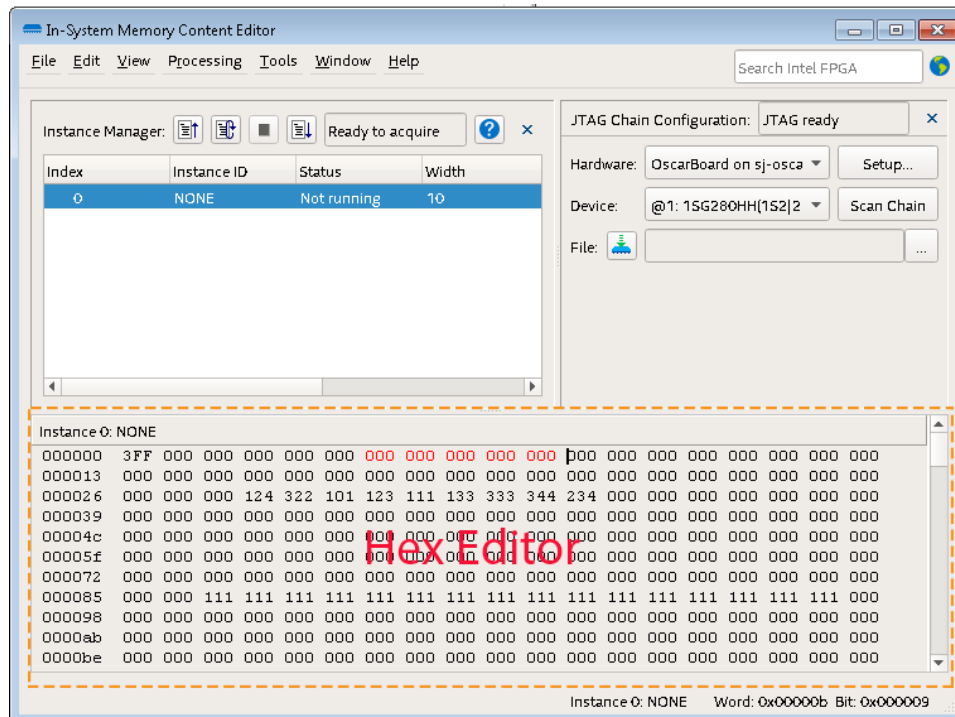 In-System Memory Content Editor
File Edit View Processing Tools Window Help
Search Intel FPGA
Instance Manager: Ready to acquire
Index Instance ID Status Width
0 NONE Not running 10
JTAG Chain Configuration: JTAG ready
Hardware: OscarBoard on sj-osca Setup...
Device: @1: 1SG280HH(1S2|2 Scan Chain
File: ...
Instance 0: NONE
000000 3FF 000 000 000 000 000 000 000 000 000 000 000 000 000 000 000 000 000 000
000013 000 000 000 000 000 000 000 000 000 000 000 000 000 000 000 000 000 000 000
000026 000 000 000 124 322 101 123 111 133 333 344 234 000 000 000 000 000 000 000
000039 000 000 000 000 000 000 000 000 000 000 000 000 000 000 000 000 000 000 000
00004c 000 000 000 000 000 000 000 000 000 000 000 000 000 000 000 000 000 000 000
Hex Editor
00005f 000 000 000 000 000 000 000 000 000 000 000 000 000 000 000 000 000 000 000
000072 000 000 000 000 000 000 000 000 000 000 000 000 000 000 000 000 000 000 000
000085 000 000 111 111 111 111 111 111 111 111 111 111 111 111 111 111 111 111 000
000098 000 000 000 000 000 000 000 000 000 000 000 000 000 000 000 000 000 000 000
0000ab 000 000 000 000 000 000 000 000 000 000 000 000 000 000 000 000 000 000 000
0000be 000 000 000 000 000 000 000 000 000 000 000 000 000 000 000 000 000 000 000
Instance 0: NONE Word: 0x00000b Bit: 0x000009